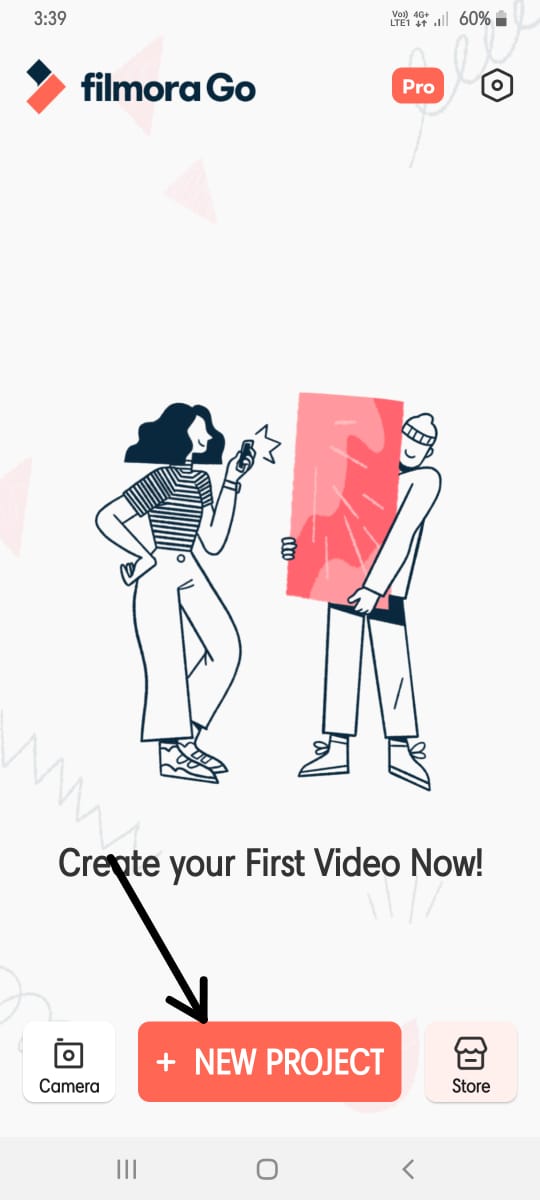 3:39
Vo) 4G+
LTE1
60%
filmora Go
Pro
Create your First Video Now!
+ NEW PROJECT
Camera
Store